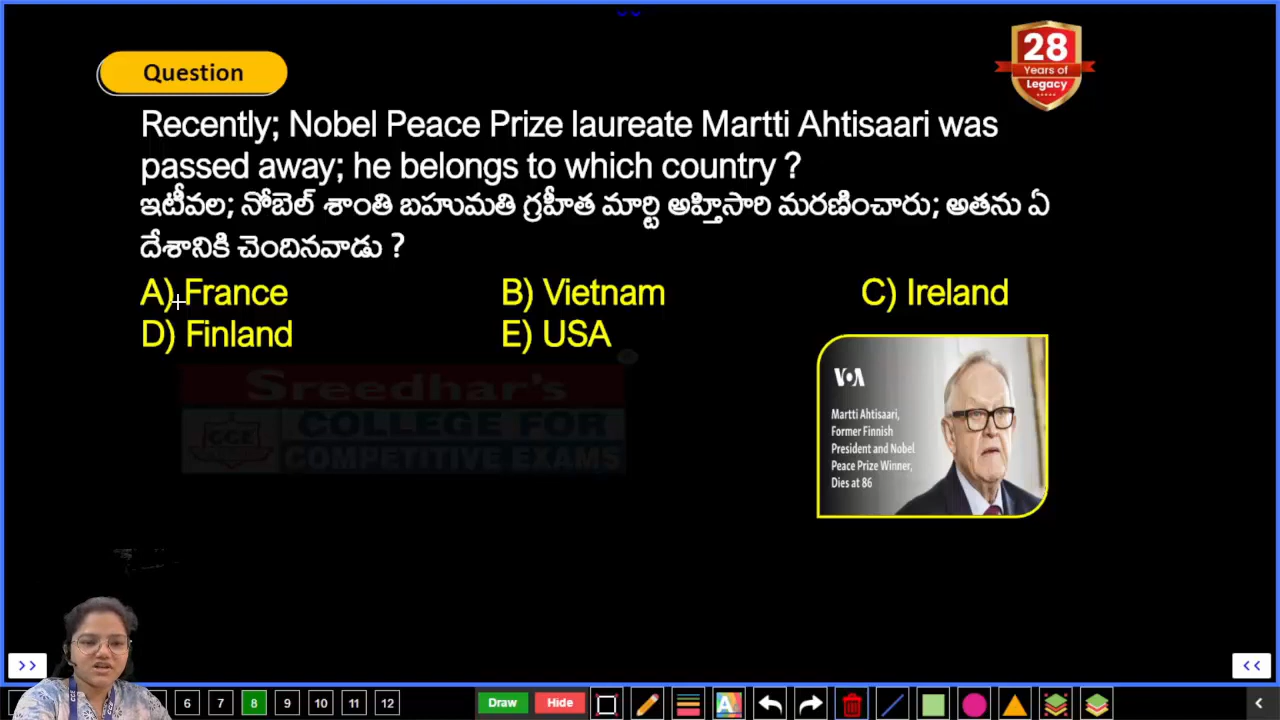 Question
28
Years of
Legacy
Recently; Nobel Peace Prize laureate Martti Ahtisaari was
passed away; he belongs to which country ?
ఇటీవల; నోబెల్ శాంతి బహుమతి గ్రహీత మార్టి అహ్తిసారి మరణించారు; అతను ఏ
దేశానికి చెందినవాడు ?
A) France B) Vietnam C) Ireland
D) Finland E) USA
Sreedhar's
CCE
COLLEGE FOR
COMPETITIVE EXAMS
VOA
Martti Ahtisaari,
Former Finnish
President and Nobel
Peace Prize Winner,
Dies at 86
>> <<
6 7 8 9 10 11 12 Draw Hide